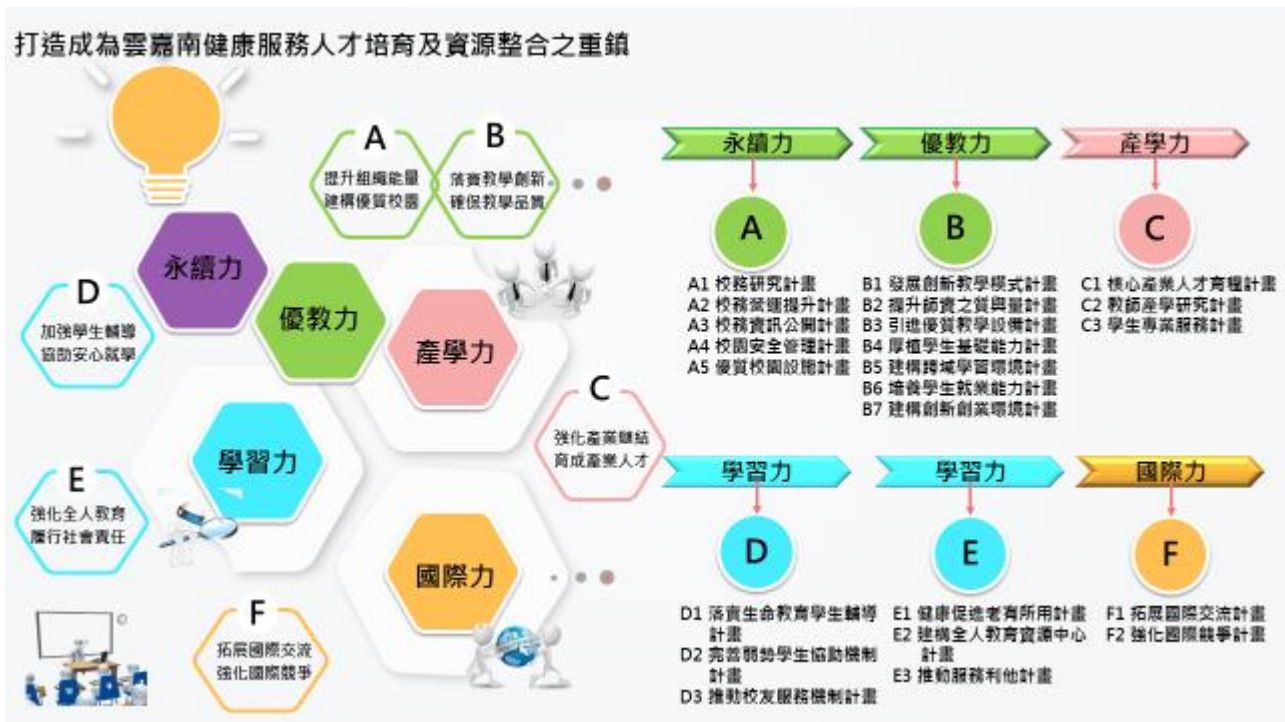 打造成為雲嘉南健康服務人才培育及資源整合之重鎮
A
提升組織能量
建構優質校園
B
落實教學創新
確保教學品質
永續力
優教力
產學力
學習力
國際力
D
加強學生輔導
協助安心就學
C
強化產業鏈結
育成產業人才
E
強化全人教育
履行社會責任
F
拓展國際交流
強化國際競爭
永續力
A
A1 校務研究計畫
A2 校務營運提升計畫
A3 校務資訊公開計畫
A4 校園安全管理計畫
A5 優質校園設施計畫
優教力
B
B1 發展創新教學模式計畫
B2 提升師資之質與量計畫
B3 引進優質教學設備計畫
B4 厚植學生基礎能力計畫
B5 建構跨域學習環境計畫
B6 培養學生就業能力計畫
B7 建構創新創業環境計畫
產學力
C
C1 核心產業人才育程計畫
C2 教師產學研究計畫
C3 學生專業服務計畫
學習力
D
D1 落實生命教育學生輔導
計畫
D2 完善弱勢學生協助機制
計畫
D3 推動校友服務機制計畫
學習力
E
E1 健康促進老有所用計畫
E2 建構全人教育資源中心
計畫
E3 推動服務利他計畫
國際力
F
F1 拓展國際交流計畫
F2 強化國際競爭計畫